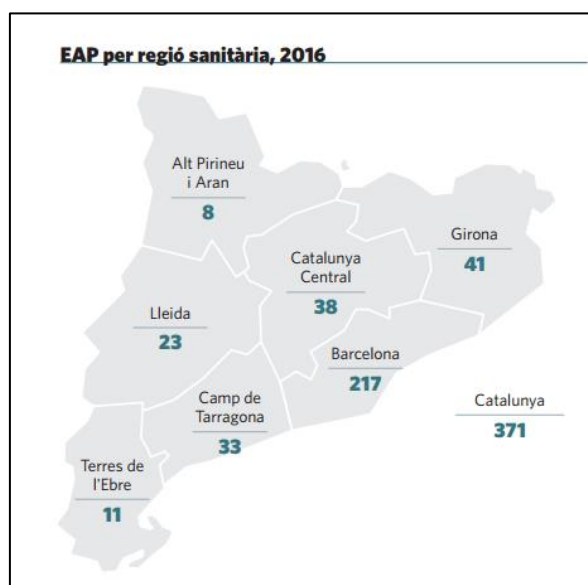 EAP per regió sanitària, 2016
Alt Pirineu
i Aran
8
Girona
41
Catalunya
Central
38
Lleida
23
Barcelona
217
Camp de
Tarragona
33
Catalunya
371
Terres de
l'Ebre
11